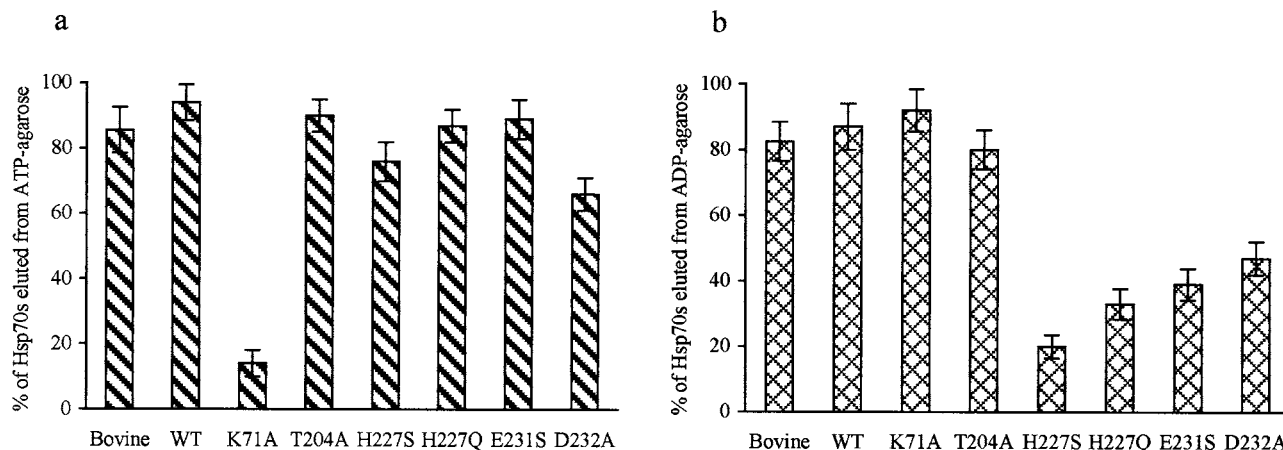 a
% of Hsp70s eluted from ATP-agarose
100
80
60
40
20
0
Bovine WT K71A T204A H227S H227Q E231S D232A
b
% of Hsp70s eluted from ADP-agarose
100
80
60
40
20
0
Bovine WT K71A T204A H227S H227Q E231S D232A